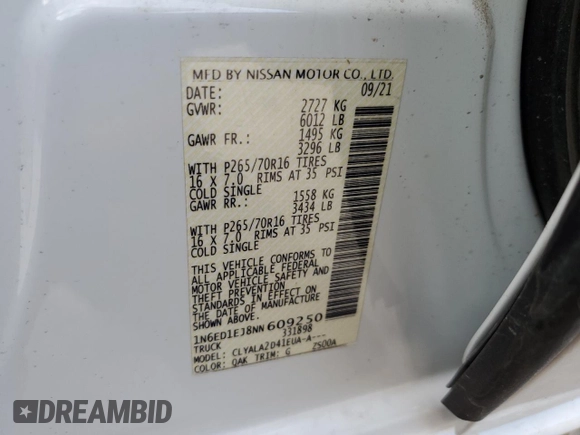 MFD BY NISSAN MOTOR CO., LTD.
DATE: 09/21
GVWR: 2727 KG
6012 LB
GAWR FR.: 1495 KG
3296 LB
WITH P265/70R16 TIRES
16 X 7.0 RIMS AT 35 PSI
COLD SINGLE
GAWR RR.: 1558 KG
3434 LB
WITH P265/70R16 TIRES
16 X 7.0 RIMS AT 35 PSI
COLD SINGLE
THIS VEHICLE CONFORMS TO
ALL APPLICABLE FEDERAL
MOTOR VEHICLE SAFETY AND
THEFT PREVENTION
STANDARDS IN EFFECT ON
THE DATE OF MANUFACTURE
SHOWN ABOVE.
1N6ED1EJ8NN609250
TRUCK 331898
MODEL: CLYALA2D41EUA-A---
COLOR: QAK TRIM: G 2500A
DREAMBID